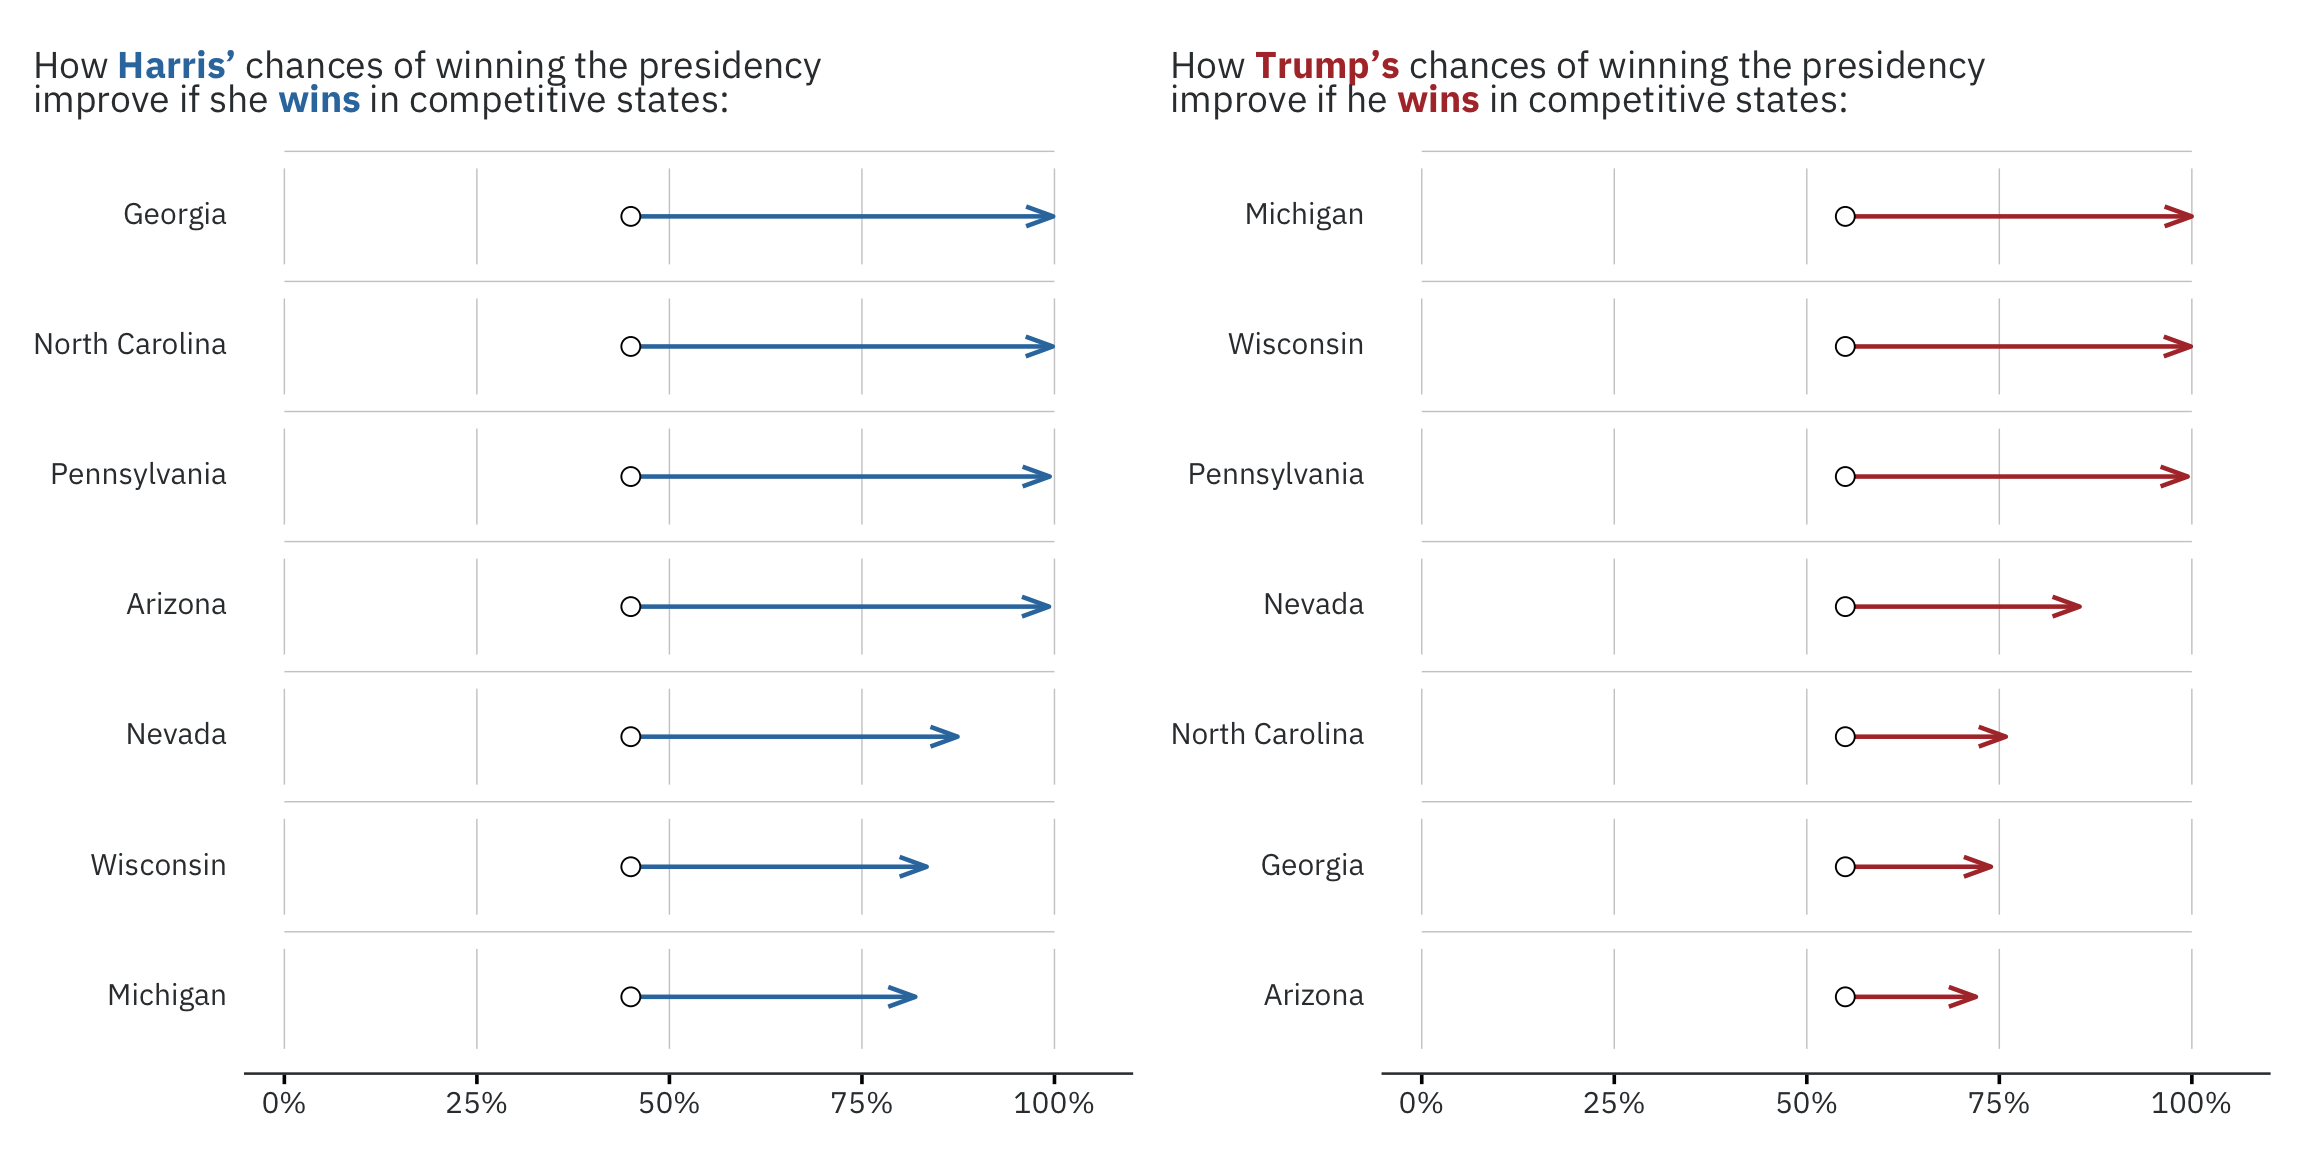 How Harris’ chances of winning the presidency
improve if she wins in competitive states:
Georgia
North Carolina
Pennsylvania
Arizona
Nevada
Wisconsin
Michigan
0% 25% 50% 75% 100%
How Trump’s chances of winning the presidency
improve if he wins in competitive states:
Michigan
Wisconsin
Pennsylvania
Nevada
North Carolina
Georgia
Arizona
0% 25% 50% 75% 100%